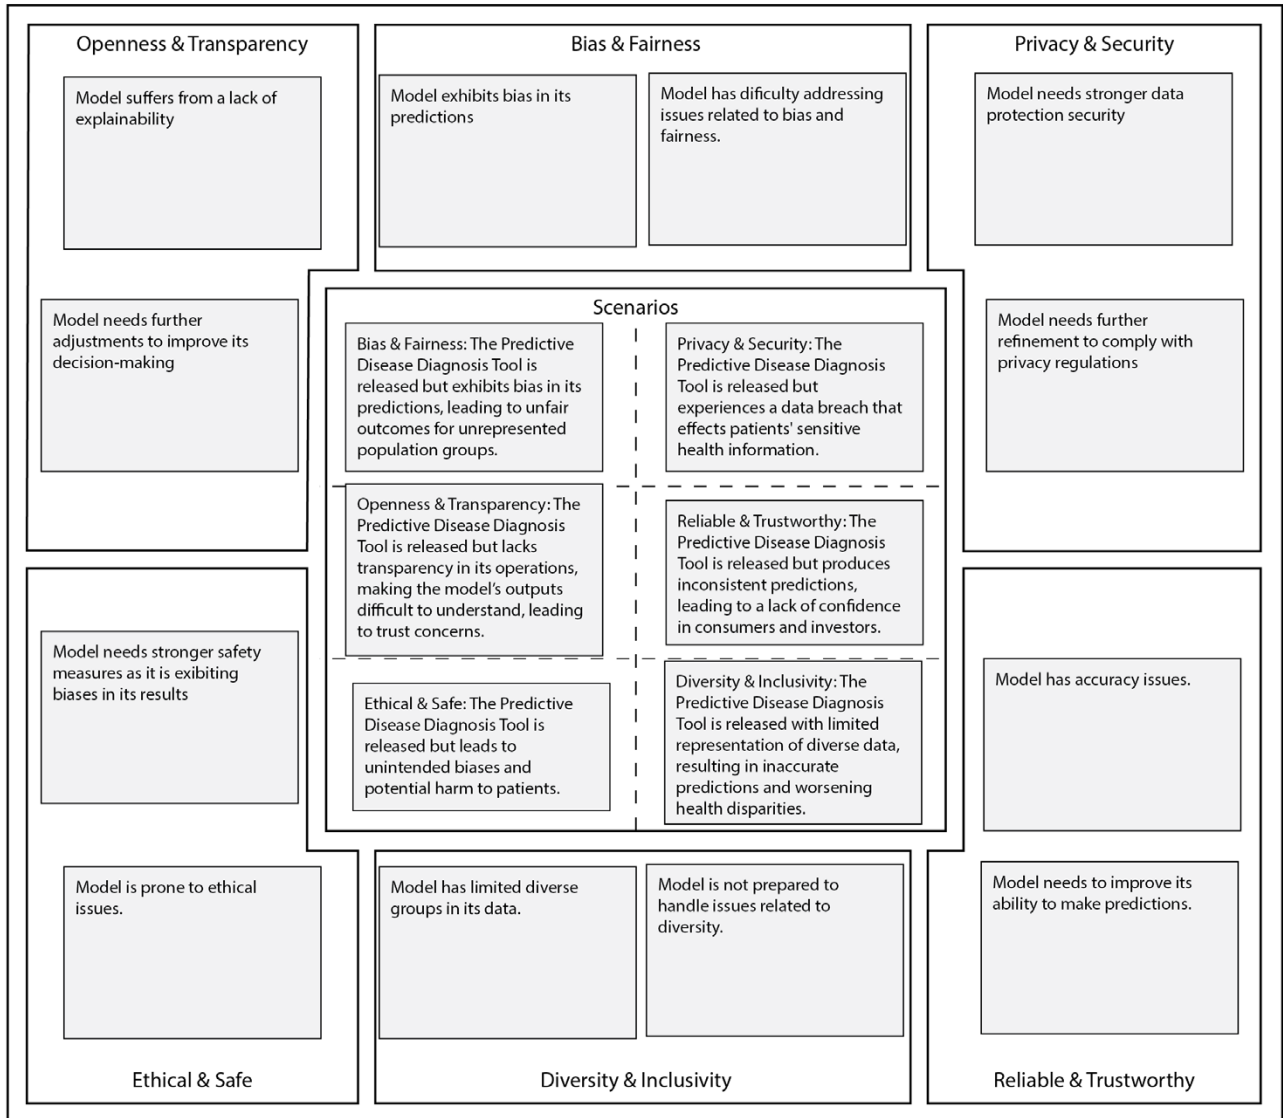 Openness & Transparency
Model suffers from a lack of
explainability
Model needs further
adjustments to improve its
decision-making
Bias & Fairness
Model exhibits bias in its
predictions
Model has dificulty addressing
issues related to bias and
fairness.
Privacy & Security
Model needs stronger data
protection security
Model needs further
refinement to comply with
privacy regulations
Scenarios
Bias & Fairness: The Predictive
Disease Diagnosis Tool is
released but exhibits bias in its
predictions, leading to unfair
outcomes for unrepresented
population groups.
Privacy & Security: The
Predictive Disease Diagnosis
Tool is released but
experiences a data breach that
effects patients' sensitive
health information.
Openness & Transparency: The
Predictive Disease Diagnosis
Tool is released but lacks
transparency in its operations,
making the model's outputs
difficult to understand, leading
to trust concerns.
Reliable & Trustworthy: The
Predictive Disease Diagnosis
Tool is released but produces
inconsistent predictions,
leading to a lack of confidence
in consumers and investors.
Ethical & Safe: The Predictive
Disease Diagnosis Tool is
released but leads to
unintended biases and
potential harm to patients.
Diversity & Inclusivity: The
Predictive Disease Diagnosis
Tool is released with limited
representation of diverse data,
resulting in inaccurate
predictions and worsening
health disparities.
Model needs stronger safety
measures as it is exibiting
biases in its results
Model is prone to ethical
issues.
Ethical & Safe
Model has limited diverse
groups in its data.
Model is not prepared to
handle issues related to
diversity.
Diversity & Inclusivity
Model has accuracy issues.
Model needs to improve its
ability to make predictions.
Reliable & Trustworthy